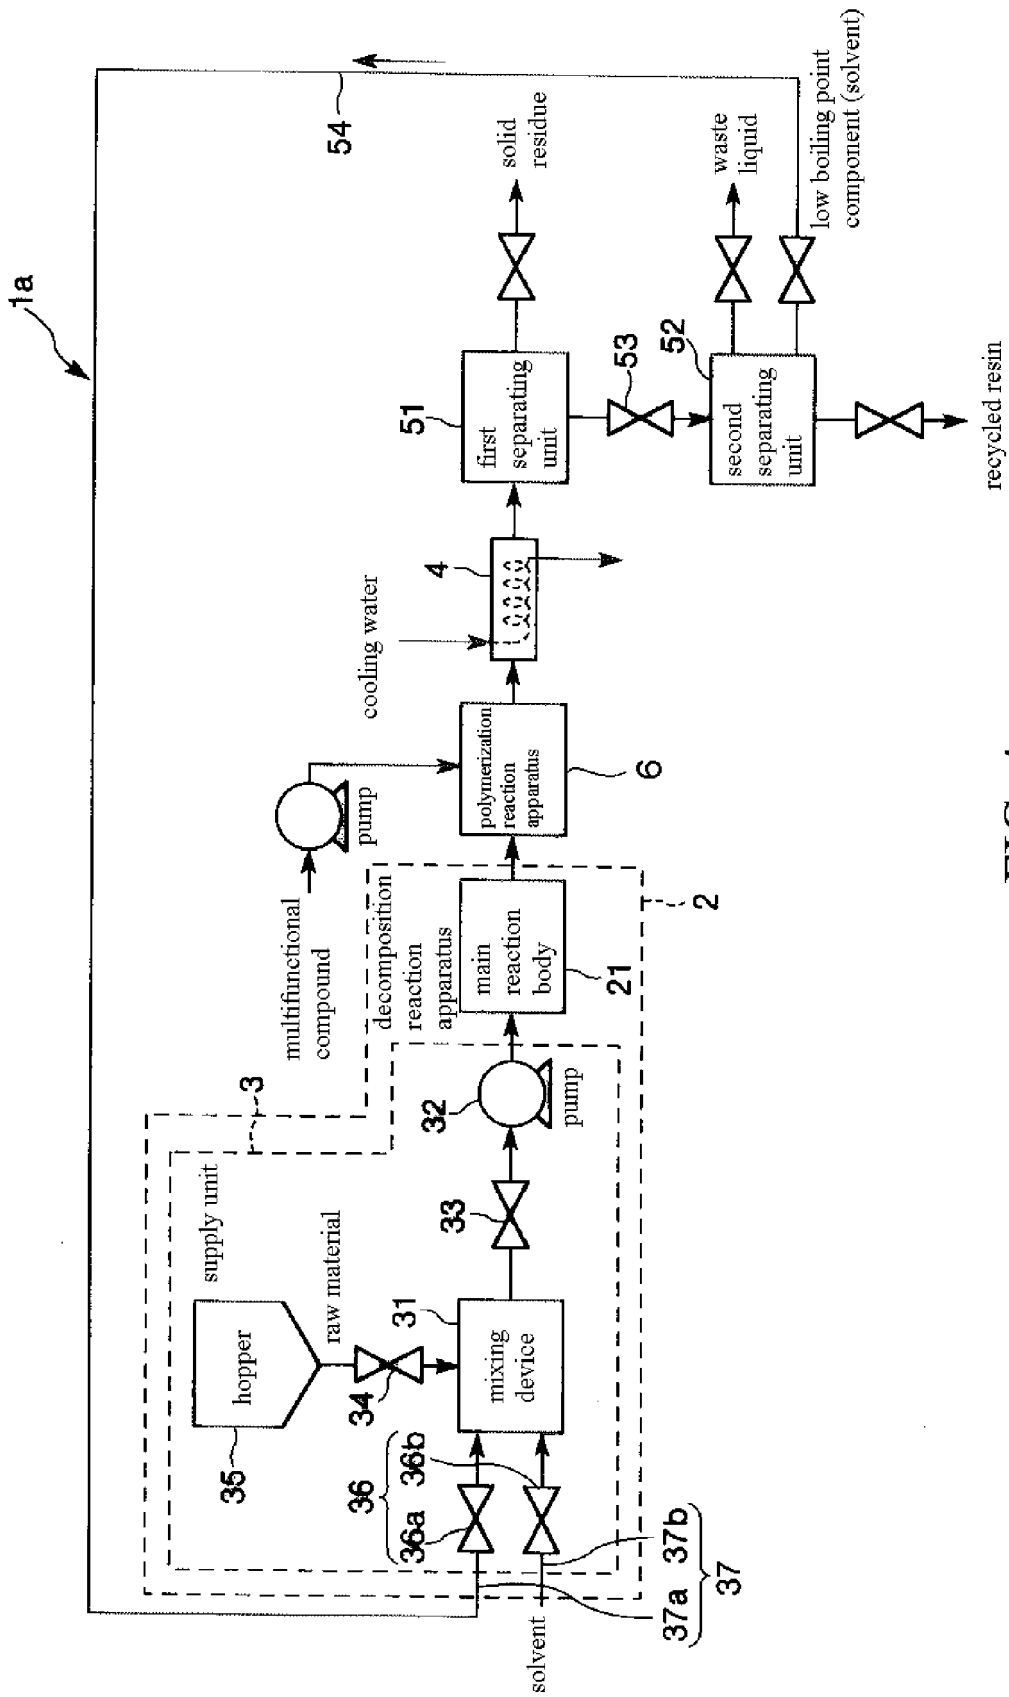 1a
54
3
supply unit
hopper
35
raw material
34
36
36a
36b
31
mixing
device
33
32
pump
solvent
37a
37b
37
decomposition
reaction
apparatus
main
reaction
body
21
2
multifunctional
compound
pump
polymerization
reaction
apparatus
6
cooling water
4
51
first
separating
unit
solid
residue
53
52
second
separating
unit
waste
liquid
low boiling point
component (solvent)
recycled resin